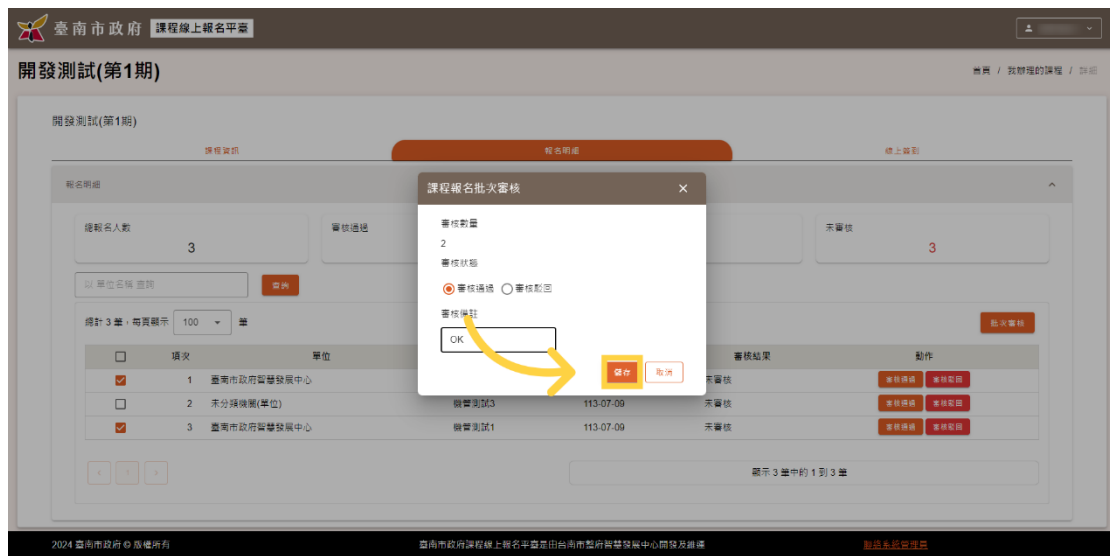 臺南市政府 課程線上報名平臺
開發測試(第1期)
首頁 / 我辦理的課程 / 詳細
開發測試(第1期)
課程資訊 報名明細 線上簽到
報名明細
課程報名批次審核 ×
總報名人數
3
審核通過
未審核
3
審核數量
2
審核狀態
審核通過 審核駁回
審核備註
OK
儲存 取消
以 單位名稱 查詢 查詢
總計 3 筆，每頁顯示 100 筆
批次審核
項次 單位 審核結果 動作
1 臺南市政府智慧發展中心 未審核 審核通過 審核駁回
2 未分類機關(單位) 機管測試3 113-07-09 未審核 審核通過 審核駁回
3 臺南市政府智慧發展中心 機管測試1 113-07-09 未審核 審核通過 審核駁回
顯示 3 筆中的 1 到 3 筆
2024 臺南市政府 © 版權所有
臺南市政府課程線上報名平臺是由台南市政府智慧發展中心開發及維護
聯絡系統管理員